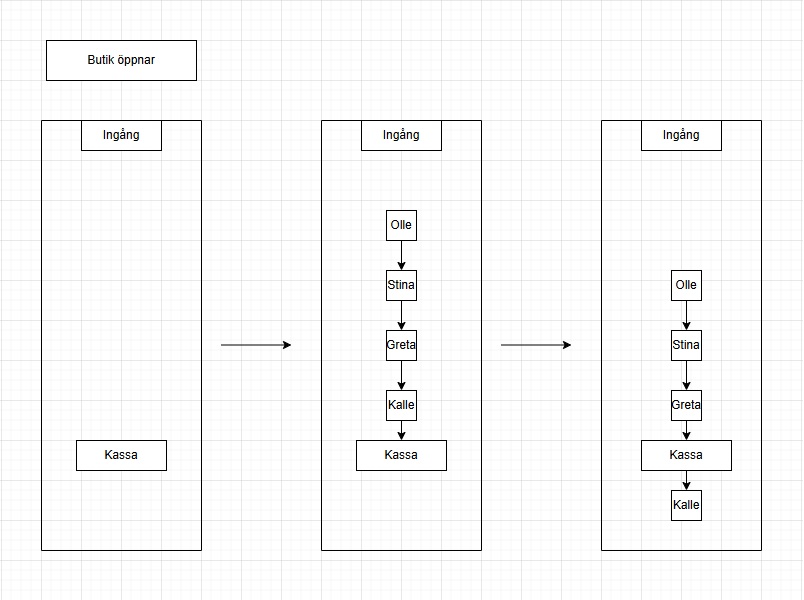 Butik öppnar
Ingång
Kassa
Ingång
Olle
Stina
Greta
Kalle
Kassa
Ingång
Olle
Stina
Greta
Kassa
Kalle